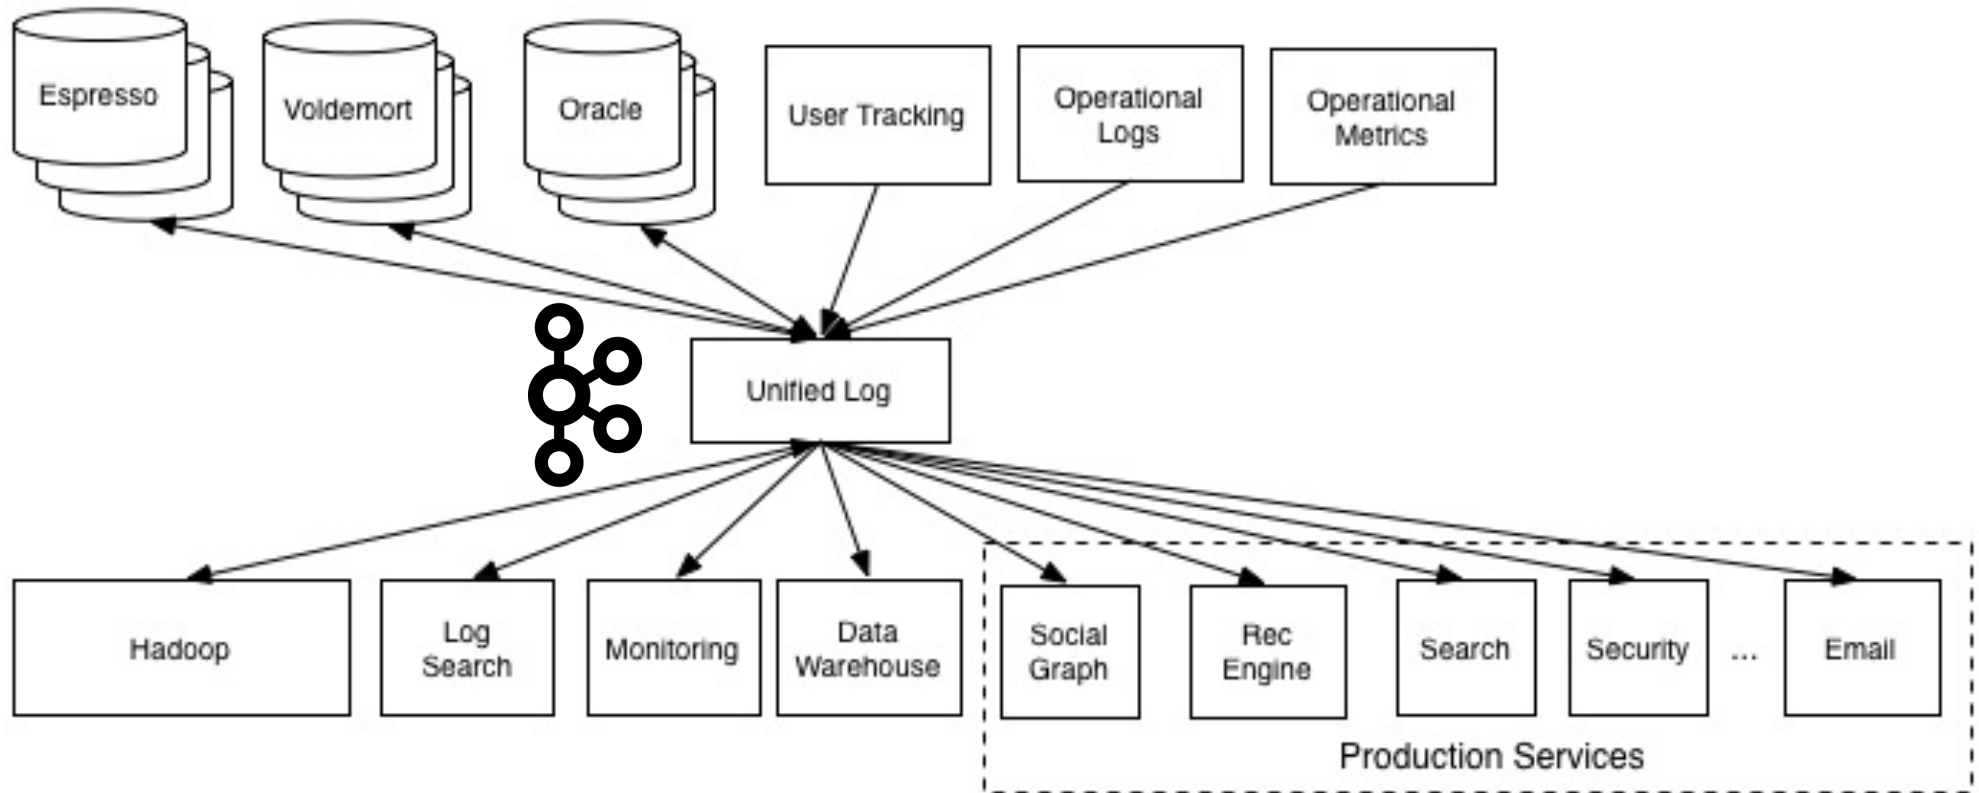 Espresso
Voldemort
Oracle
User Tracking
Operational
Logs
Operational
Metrics
Unified Log
Hadoop
Log
Search
Monitoring
Data
Warehouse
Social
Graph
Rec
Engine
Search
Security
...
Email
Production Services